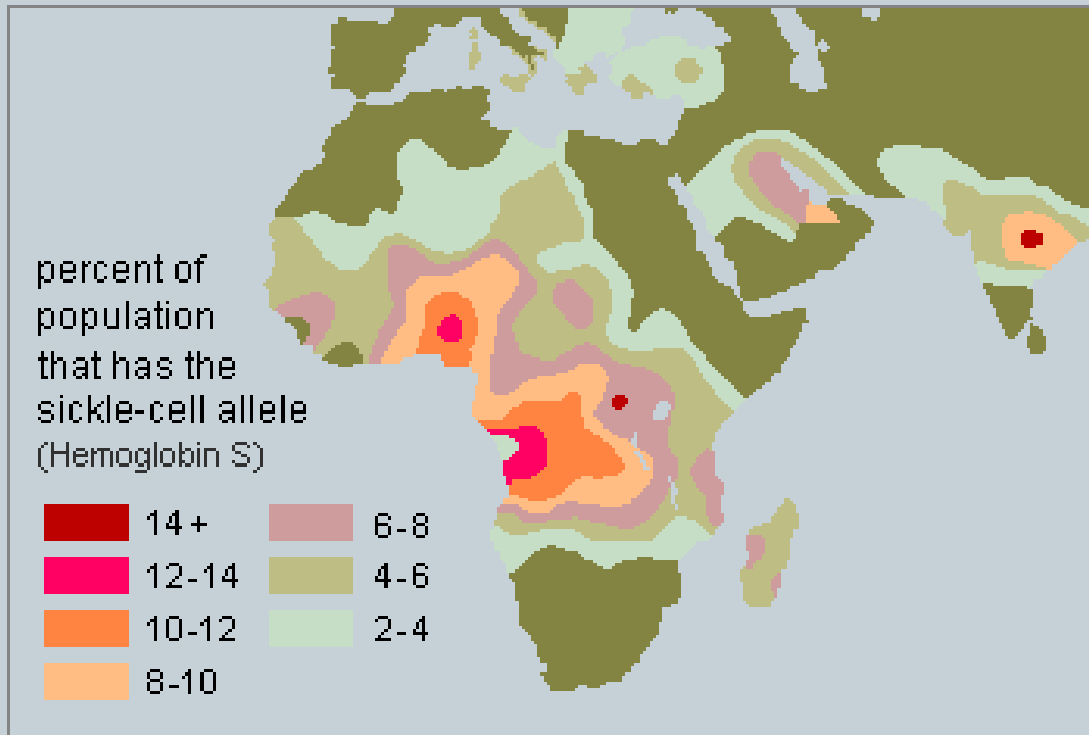 percent of
population
that has the
sickle-cell allele
(Hemoglobin S)
14+
12-14
10-12
8-10
6-8
4-6
2-4